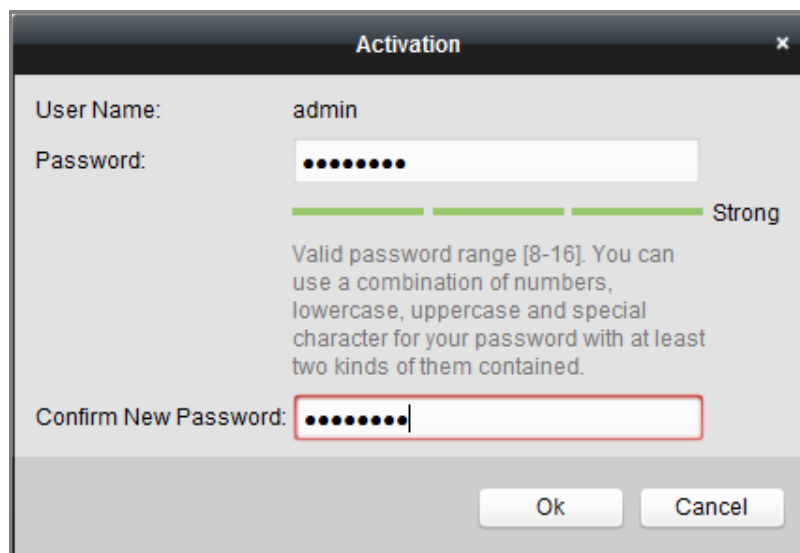 Activation
×
User Name: admin
Password: ●●●●●●●●
Strong
Valid password range [8-16]. You can
use a combination of numbers,
lowercase, uppercase and special
character for your password with at least
two kinds of them contained.
Confirm New Password: ●●●●●●●●
Ok Cancel